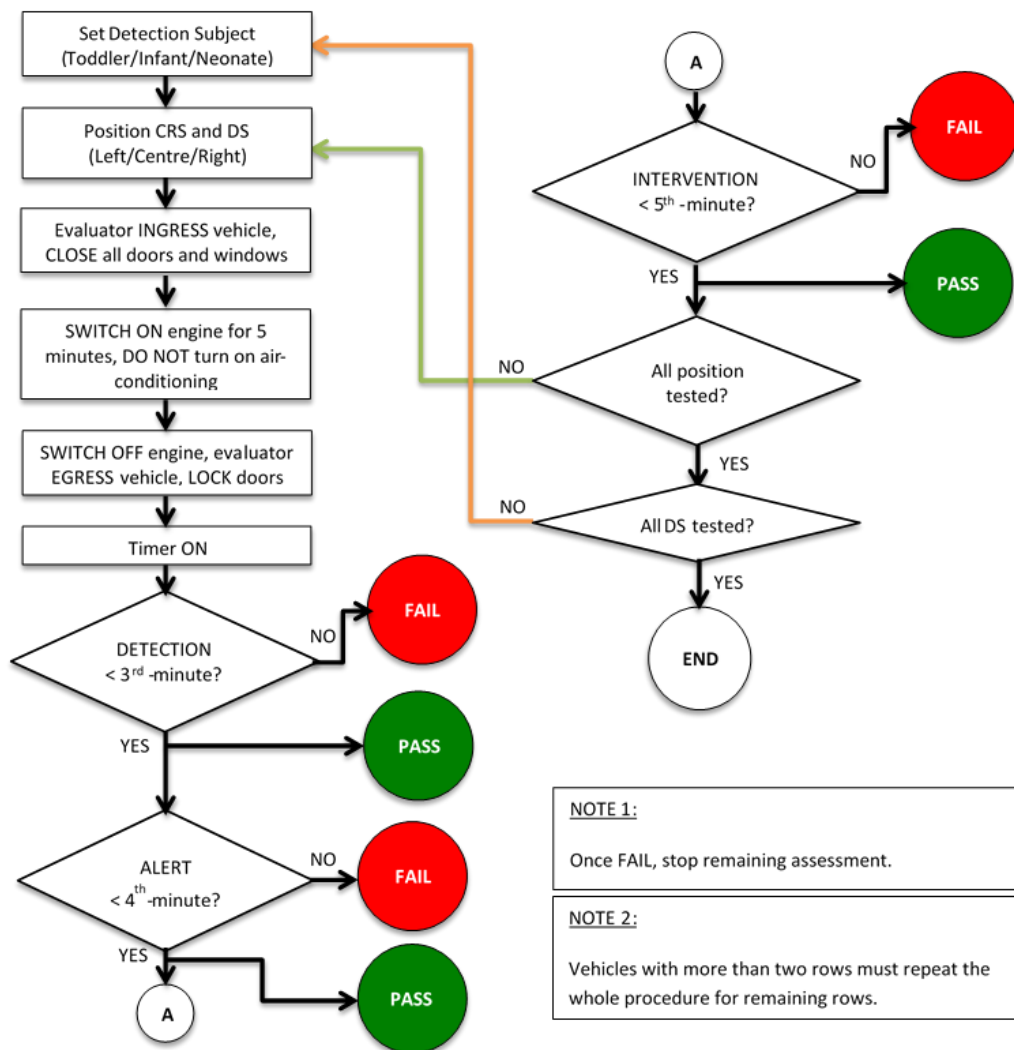 Set Detection Subject
(Toddler/Infant/Neonate)
Position CRS and DS
(Left/Centre/Right)
Evaluator INGRESS vehicle,
CLOSE all doors and windows
SWITCH ON engine for 5
minutes, DO NOT turn on air-
conditioning
SWITCH OFF engine, evaluator
EGRESS vehicle, LOCK doors
Timer ON
DETECTION
< 3rd -minute?
NO
FAIL
YES
PASS
ALERT
< 4th-minute?
NO
FAIL
YES
PASS
A
A
INTERVENTION
< 5th -minute?
NO
FAIL
YES
PASS
All position
tested?
NO
YES
All DS tested?
NO
YES
END
NOTE 1:
Once FAIL, stop remaining assessment.
NOTE 2:
Vehicles with more than two rows must repeat the
whole procedure for remaining rows.